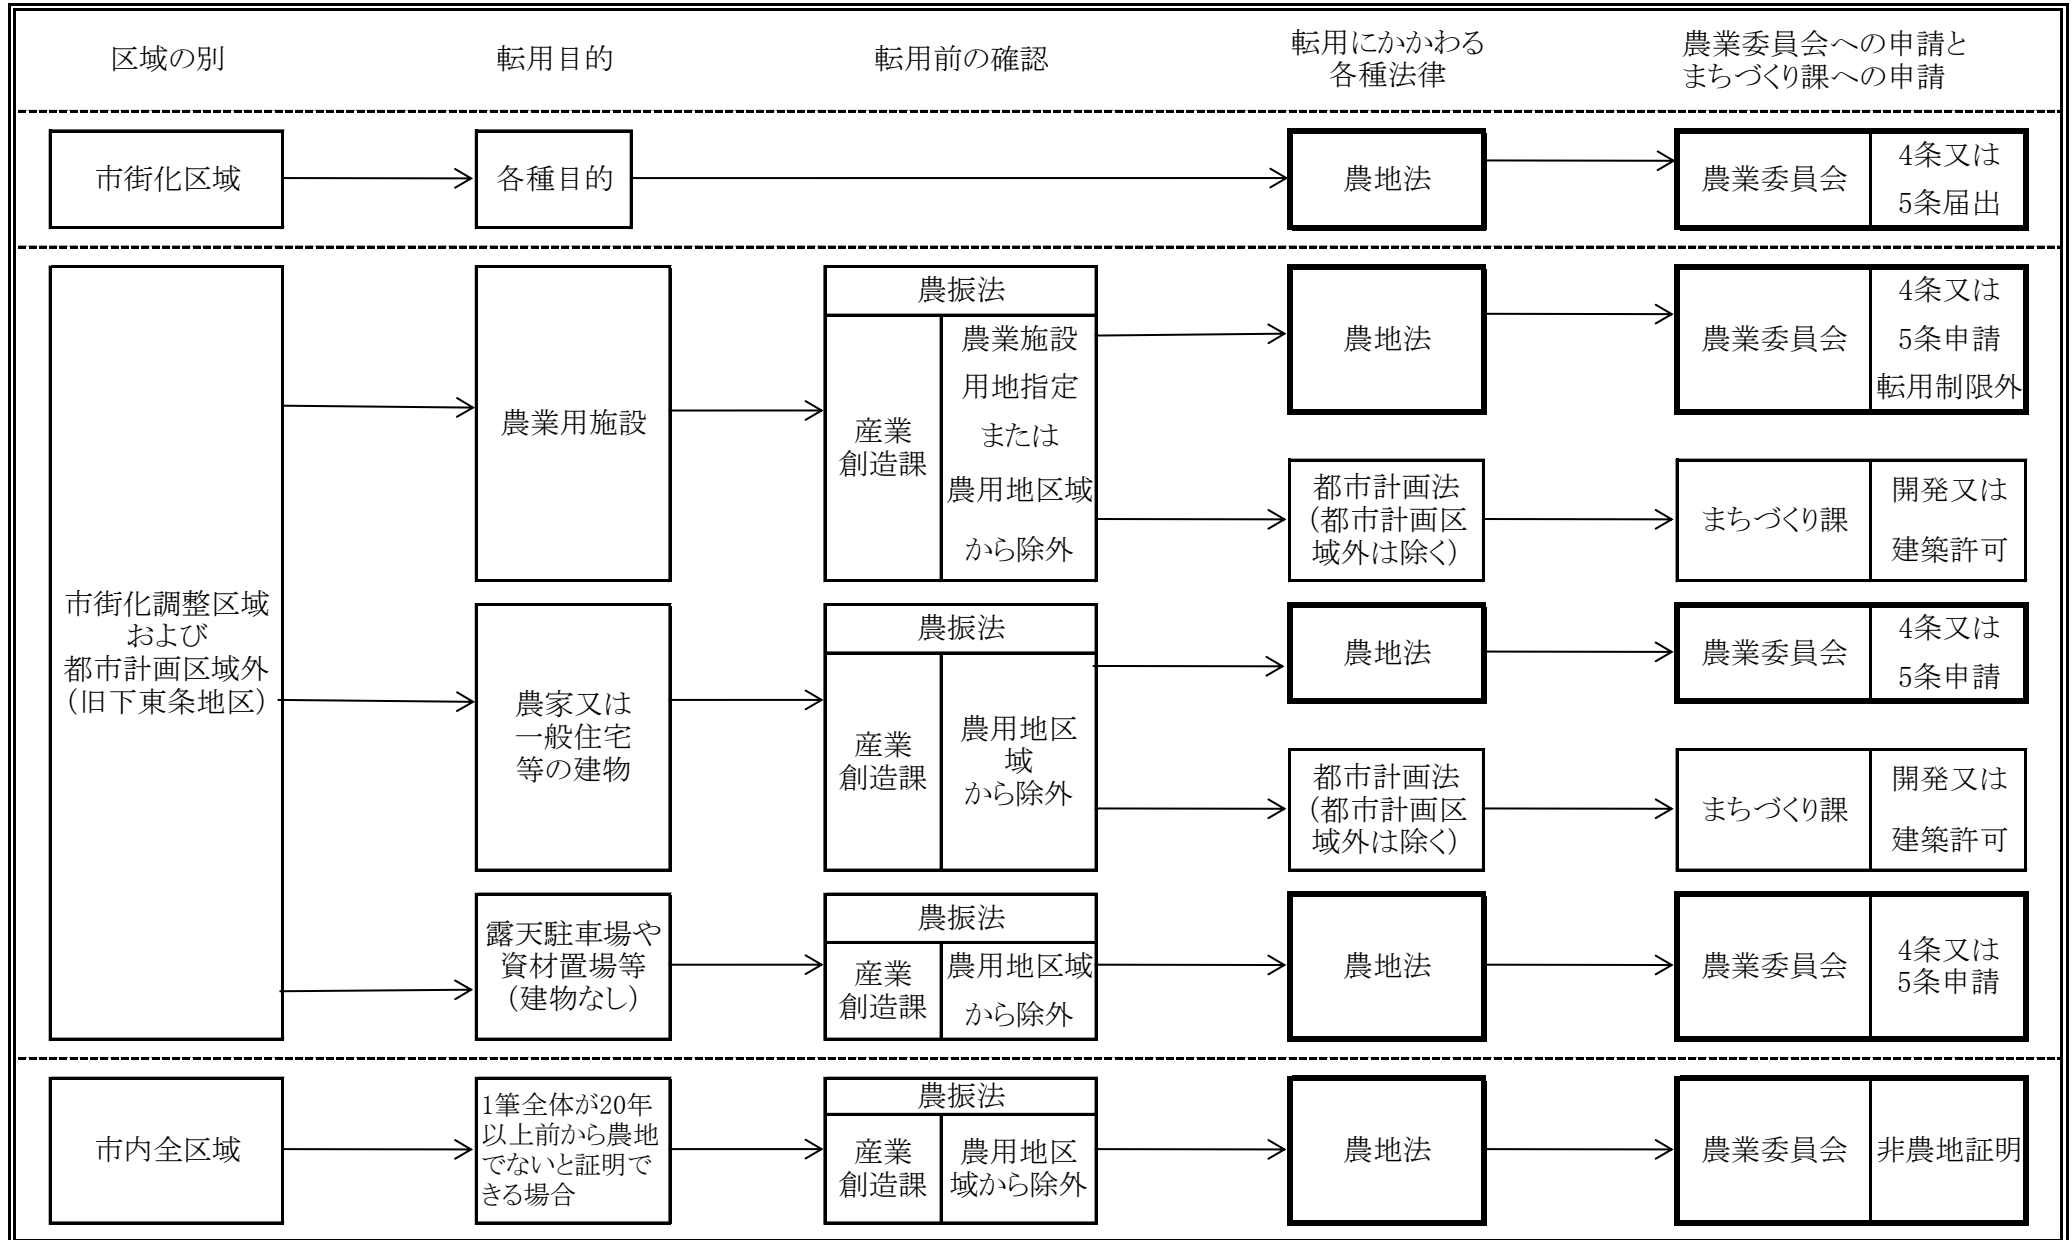 区域の別
転用目的
転用前の確認
転用にかかわる
各種法律
農業委員会への申請と
まちづくり課への申請
市街化区域
各種目的
農地法
農業委員会
4条又は
5条届出
市街化調整区域
および
都市計画区域外
(旧下東条地区)
農業用施設
農振法
産業
創造課
農業施設
用地指定
または
農用地区域
から除外
農地法
農業委員会
4条又は
5条申請
転用制限外
都市計画法
(都市計画区
域外は除く)
まちづくり課
開発又は
建築許可
農家又は
一般住宅
等の建物
農振法
産業
創造課
農用地区
域
から除外
農地法
農業委員会
4条又は
5条申請
都市計画法
(都市計画区
域外は除く)
まちづくり課
開発又は
建築許可
露天駐車場や
資材置場等
(建物なし)
農振法
産業
創造課
農用地区域
から除外
農地法
農業委員会
4条又は
5条申請
市内全区域
1筆全体が20年
以上前から農地
でないと証明で
きる場合
農振法
産業
創造課
農用地区
域から除外
農地法
農業委員会
非農地証明